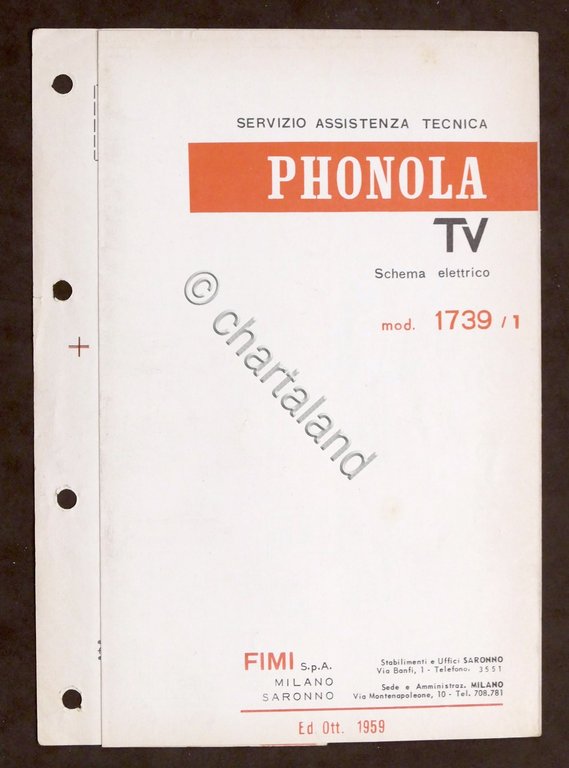 SERVIZIO ASSISTENZA TECNICA
PHONOLA
TV
Schema elettrico
mod. 1739 / 1
© chartaland
FIMI S.p.A.
MILANO
SARONNO
Stabilimenti e Uffici SARONNO
Via Banfi, 1 - Telefono. 3551
Sede e Amministraz. MILANO
Via Montenapoleone, 10 - Tel. 708.781
Ed Ott. 1959